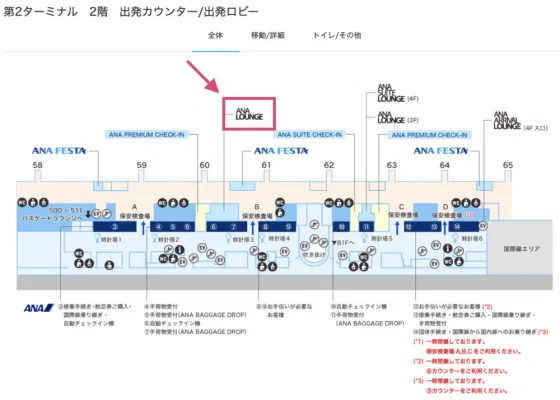 第2ターミナル　2階　出発カウンター/出発ロビー
全体
移動/詳細
トイレ/その他
ANA
LOUNGE
ANA
SUITE
LOUNGE (4F)
ANA
LOUNGE (3F)
ANA
ARRIVAL
LOUNGE (4F 入口)
ANA PREMIUM CHECK-IN
ANA SUITE CHECK-IN
ANA PREMIUM CHECK-IN
ANA FESTA
ANA FESTA
ANA FESTA
58
59
60
61
62
63
64
65
500～511
バスゲートラウンジへ
A
保安検査場
B
保安検査場
C
保安検査場
D
保安検査場
時計塔1
時計塔2
時計塔3
時計塔4
時計塔5
時計塔6
吹き抜け
▼B1Fへ
国際線エリア
ANA
③搭乗手続き・航空券ご購入・
国際線乗り継ぎ・
自動チェックイン機
④手荷物受付
⑤手荷物受付(ANA BAGGAGE DROP)
⑥自動チェックイン機
⑦手荷物受付(ANA BAGGAGE DROP)
⑧⑨お手伝いが必要な
お客様
⑩自動チェックイン機
⑪手荷物受付
(ANA BAGGAGE DROP)
⑫お手伝いが必要なお客様 (*2)
⑬搭乗手続き・航空券ご購入・国際線乗り継ぎ・
手荷物受付
⑭団体手続き・国際線から国内線へのお乗り継ぎ (*3)
(*1) 一時閉鎖しております。
保安検査場 A,B,C をご利用ください。
(*2) 一時閉鎖しております。
⑧カウンターをご利用ください。
(*3) 一時閉鎖しております。
③カウンターをご利用ください。